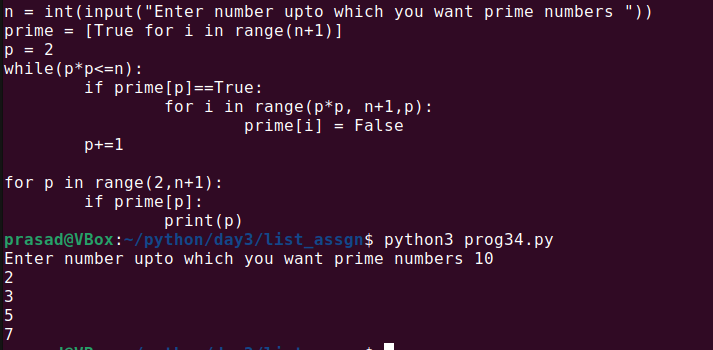 n = int(input("Enter number upto which you want prime numbers "))
prime = [True for i in range(n+1)]
p = 2
while(p*p<=n):
        if prime[p]==True:
                for i in range(p*p, n+1,p):
                        prime[i] = False
        p+=1

for p in range(2,n+1):
        if prime[p]:
                print(p)
prasad@VBox:~/python/day3/list_assgn$ python3 prog34.py
Enter number upto which you want prime numbers 10
2
3
5
7